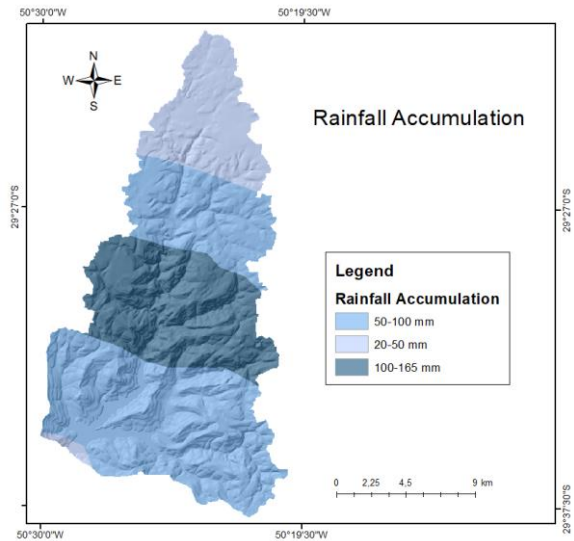 50°30'0"W 50°19'30"W
N
W E
S
Rainfall Accumulation
29°27'0"S 29°27'0"S
Legend
Rainfall Accumulation
50-100 mm
20-50 mm
100-165 mm
0 2,25 4,5 9 km
29°37'30"S
50°30'0"W 50°19'30"W